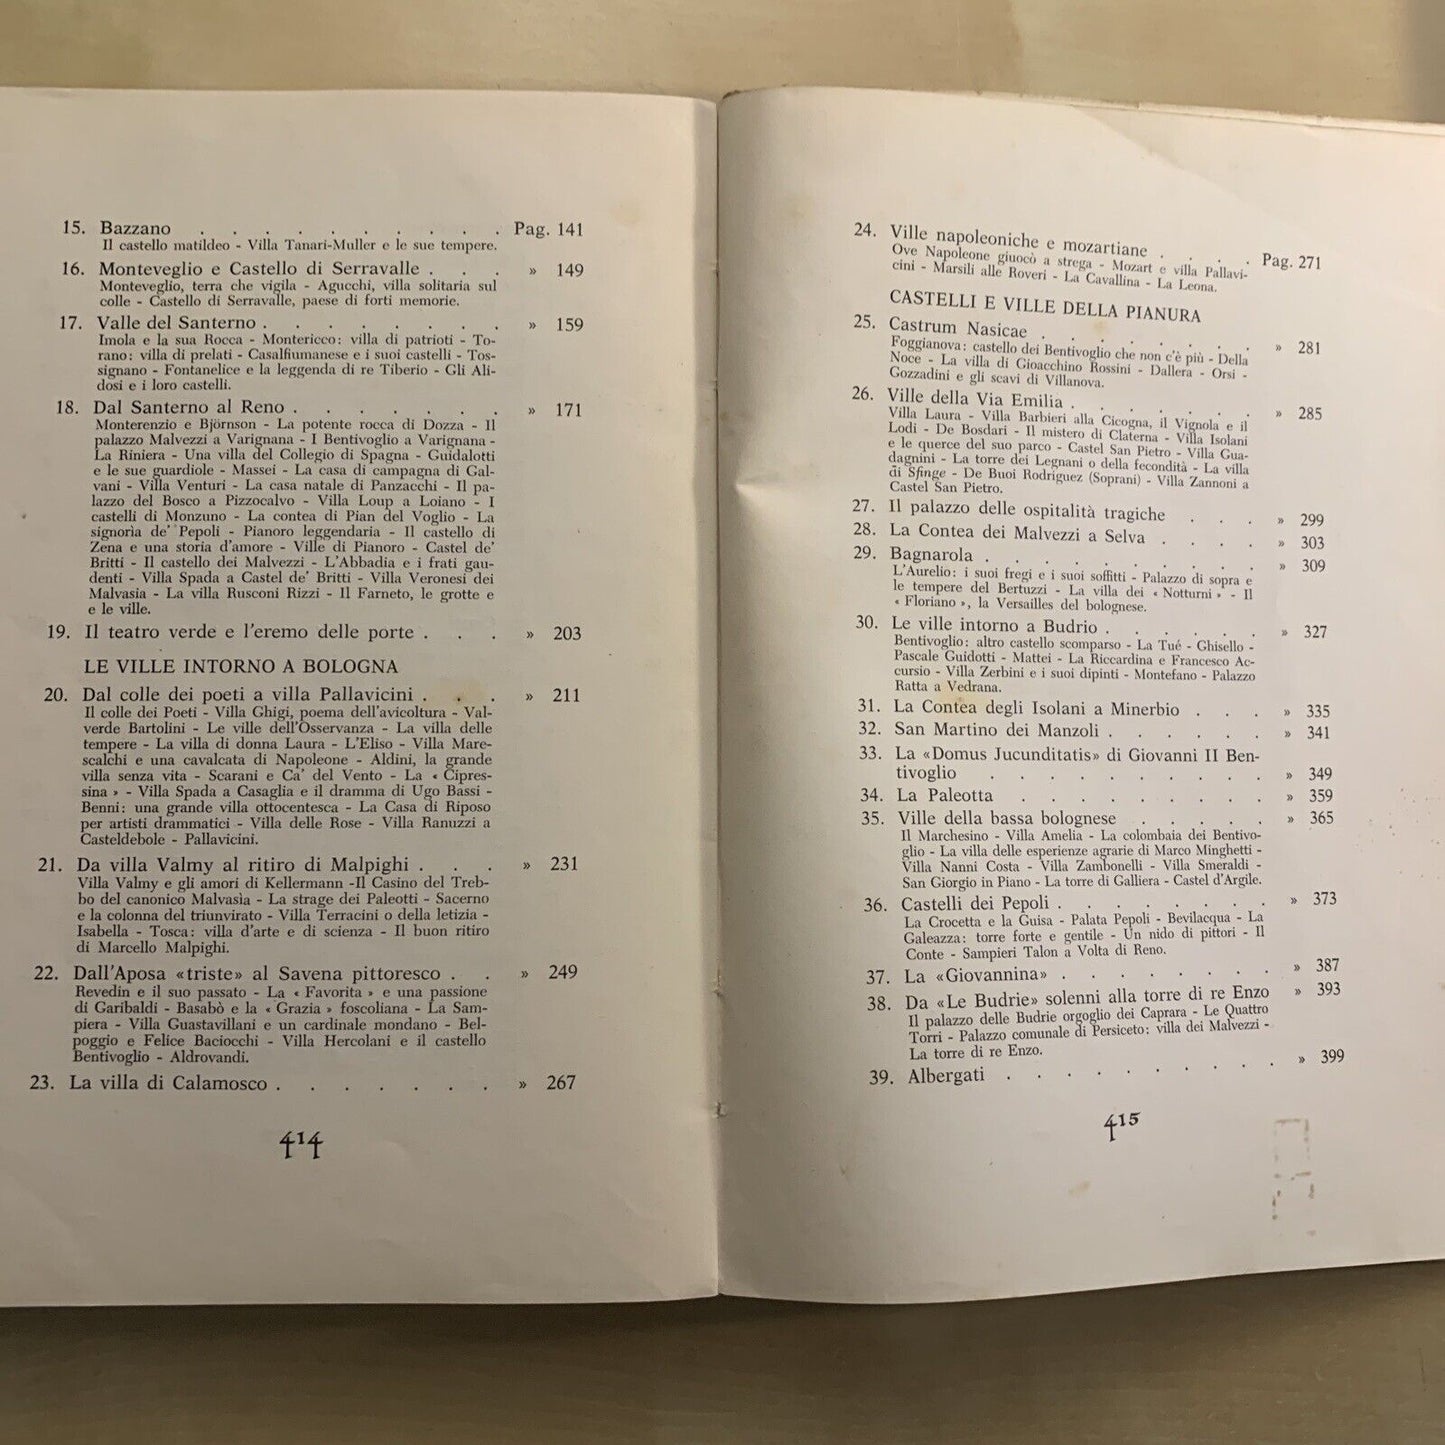 15. Bazzano . . . . . . . . . . Pag. 141
Il castello matildeo - Villa Tanari-Muller e le sue tempere.
16. Monteveglio e Castello di Serravalle . . . » 149
Monteveglio, terra che vigila - Agucchi, villa solitaria sul
colle - Castello di Serravalle, paese di forti memorie.
17. Valle del Santerno . . . . . . . . » 159
Imola e la sua Rocca - Montericco: villa di patrioti - To-
rano: villa di prelati - Casalfiumanese e i suoi castelli - Tos-
signano - Fontanelice e la leggenda di re Tiberio - Gli Ali-
dosi e i loro castelli.
18. Dal Santerno al Reno . . . . . . . » 171
Monterenzio e Björnson - La potente rocca di Dozza - Il
palazzo Malvezzi a Varignana - I Bentivoglio a Varignana -
La Riniera - Una villa del Collegio di Spagna - Guidalotti
e le sue guardiole - Massei - La casa di campagna di Gal-
vani - Villa Venturi - La casa natale di Panzacchi - Il pa-
lazzo del Bosco a Pizzocalvo - Villa Loup a Loiano - I
castelli di Monzuno - La contea di Pian del Voglio - La
signoria de' Pepoli - Pianoro leggendaria - Il castello di
Zena e una storia d'amore - Ville di Pianoro - Castel de'
Britti - Il castello dei Malvezzi - L'Abbadia e i frati gau-
denti - Villa Spada a Castel de' Britti - Villa Veronesi dei
Malvasia - La villa Rusconi Rizzi - Il Farneto, le grotte e
e le ville.
19. Il teatro verde e l'eremo delle porte . . . » 203
LE VILLE INTORNO A BOLOGNA
20. Dal colle dei poeti a villa Pallavicini . . . » 211
Il colle dei Poeti - Villa Ghigi, poema dell'avicoltura - Val-
verde Bartolini - Le ville dell'Osservanza - La villa delle
tempere - La villa di donna Laura - L'Eliso - Villa Mare-
scalchi e una cavalcata di Napoleone - Aldini, la grande
villa senza vita - Scarani e Ca' del Vento - La « Cipres-
sina » - Villa Spada a Casaglia e il dramma di Ugo Bassi -
Benni: una grande villa ottocentesca - La Casa di Riposo
per artisti drammatici - Villa delle Rose - Villa Ranuzzi a
Casteldebole - Pallavicini.
21. Da villa Valmy al ritiro di Malpighi . . . » 231
Villa Valmy e gli amori di Kellermann -Il Casino del Treb-
bo del canonico Malvasìa - La strage dei Paleotti - Sacerno
e la colonna del triunvirato - Villa Terracini o della letizia -
Isabella - Tosca: villa d'arte e di scienza - Il buon ritiro
di Marcello Malpighi.
22. Dall'Aposa «triste» al Savena pittoresco . . » 249
Revedin e il suo passato - La « Favorita » e una passione
di Garibaldi - Basabò e la « Grazia » foscoliana - La Sam-
piera - Villa Guastavillani e un cardinale mondano - Bel-
poggio e Felice Baciocchi - Villa Hercolani e il castello
Bentivoglio - Aldrovandi.
23. La villa di Calamosco . . . . . . . » 267
414
24. Ville napoleoniche e mozartiane . . . . Pag. 271
Ove Napoleone giuocò a strega - Mozart e villa Pallavi-
cini - Marsili alle Roveri - La Cavallina - La Leona.
CASTELLI E VILLE DELLA PIANURA
25. Castrum Nasicae . . . . . . . . » 281
Foggianova: castello dei Bentivoglio che non c'è più - Della
Noce - La villa di Gioacchino Rossini - Dallera - Orsi -
Gozzadini e gli scavi di Villanova.
26. Ville della Via Emilia . . . . . . . » 285
Villa Laura - Villa Barbieri alla Cicogna, il Vignola e il
Lodi - De Bosdari - Il mistero di Claterna - Villa Isolani
e le querce del suo parco - Castel San Pietro - Villa Gua-
dagnini - La torre dei Legnani o della fecondità - La villa
di Sfinge - De Buoi Rodriguez (Soprani) - Villa Zannoni a
Castel San Pietro.
27. Il palazzo delle ospitalità tragiche . . . » 299
28. La Contea dei Malvezzi a Selva . . . . » 303
29. Bagnarola . . . . . . . . . . » 309
L'Aurelio: i suoi fregi e i suoi soffitti - Palazzo di sopra e
le tempere del Bertuzzi - La villa dei « Notturni » - Il
« Floriano », la Versailles del bolognese.
30. Le ville intorno a Budrio . . . . . . » 327
Bentivoglio: altro castello scomparso - La Tué - Ghisello -
Pascale Guidotti - Mattei - La Riccardina e Francesco Ac-
cursio - Villa Zerbini e i suoi dipinti - Montefano - Palazzo
Ratta a Vedrana.
31. La Contea degli Isolani a Minerbio . . . » 335
32. San Martino dei Manzoli . . . . . . » 341
33. La «Domus Jucunditatis» di Giovanni II Ben-
tivoglio . . . . . . . . . . » 349
34. La Paleotta . . . . . . . . . » 359
35. Ville della bassa bolognese . . . . . » 365
Il Marchesino - Villa Amelia - La colombaia dei Bentivo-
glio - La villa delle esperienze agrarie di Marco Minghetti -
Villa Nanni Costa - Villa Zambonelli - Villa Smeraldi -
San Giorgio in Piano - La torre di Galliera - Castel d'Argile.
36. Castelli dei Pepoli . . . . . . . . » 373
La Crocetta e la Guisa - Palata Pepoli - Bevilacqua - La
Galeazza: torre forte e gentile - Un nido di pittori - Il
Conte - Sampieri Talon a Volta di Reno.
37. La «Giovannina» . . . . . . . . » 387
38. Da «Le Budrie» solenni alla torre di re Enzo » 393
Il palazzo delle Budrie orgoglio dei Caprara - Le Quattro
Torri - Palazzo comunale di Persiceto: villa dei Malvezzi -
La torre di re Enzo.
39. Albergati . . . . . . . . . . » 399
415